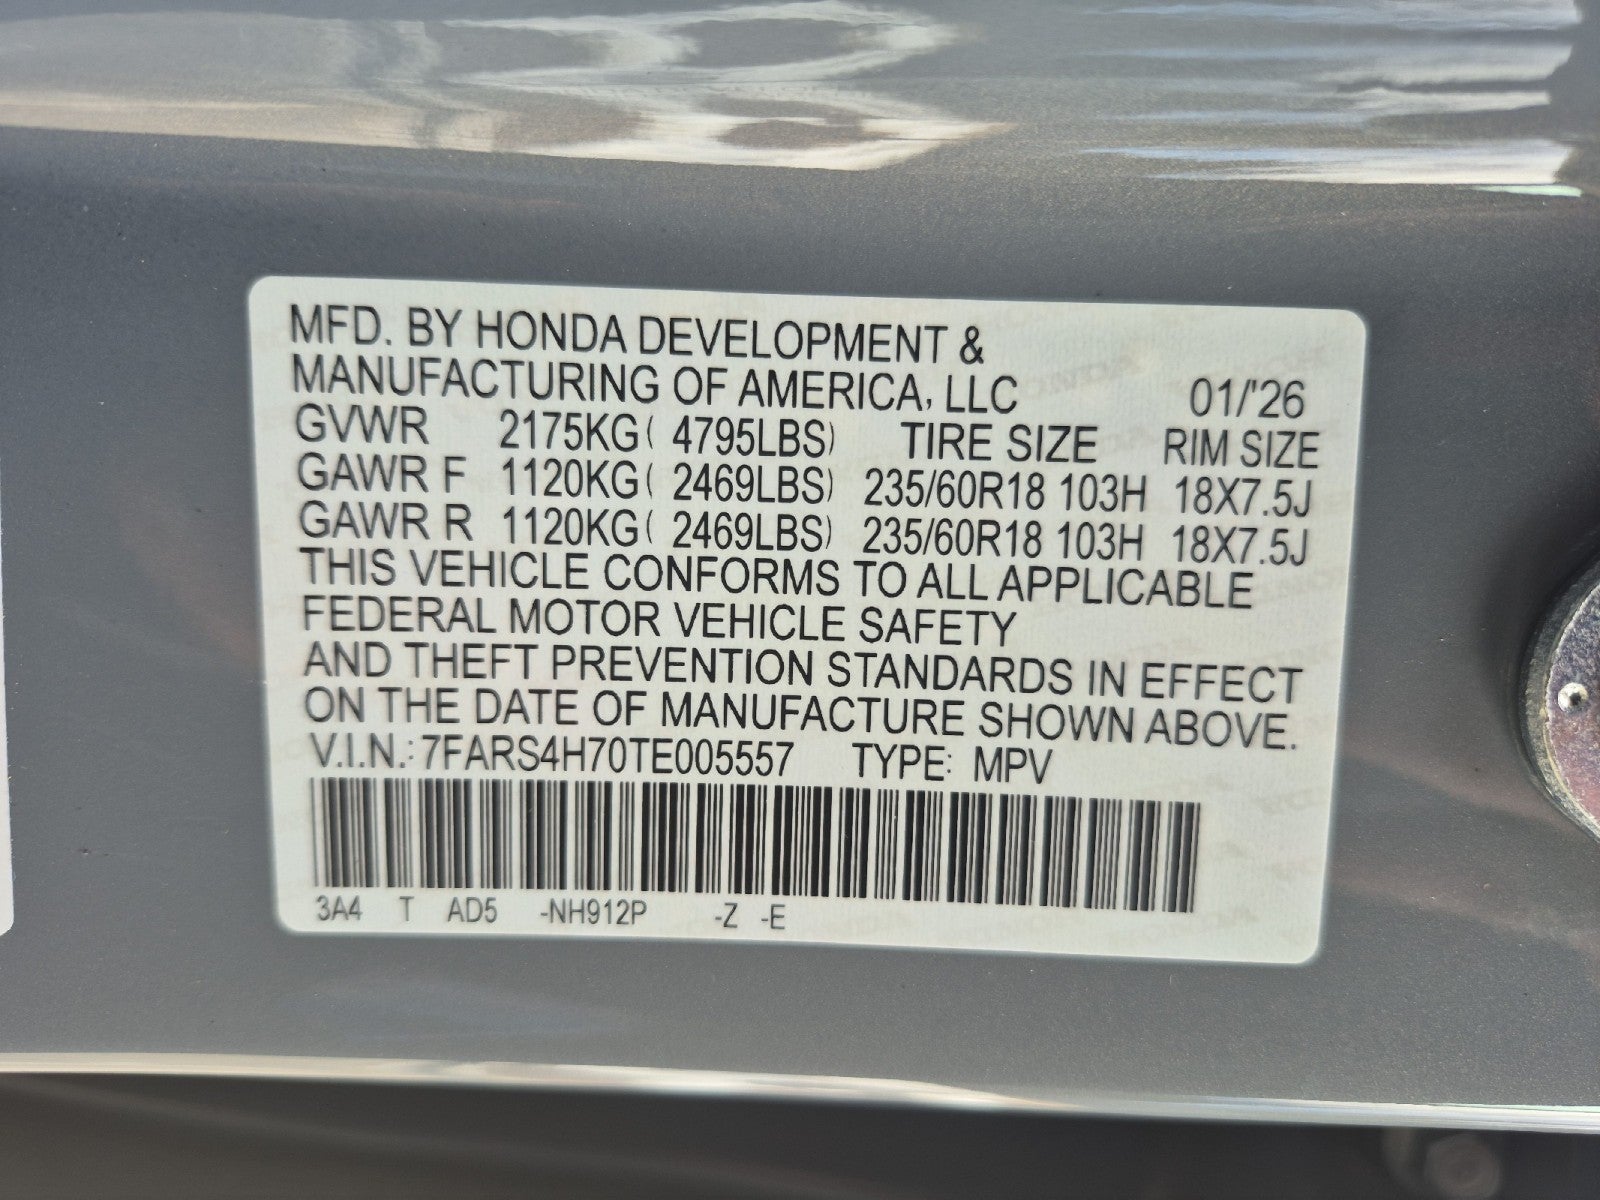 MFD. BY HONDA DEVELOPMENT &
MANUFACTURING OF AMERICA, LLC 01/'26
GVWR 2175KG( 4795LBS) TIRE SIZE RIM SIZE
GAWR F 1120KG( 2469LBS) 235/60R18 103H 18X7.5J
GAWR R 1120KG( 2469LBS) 235/60R18 103H 18X7.5J
THIS VEHICLE CONFORMS TO ALL APPLICABLE
FEDERAL MOTOR VEHICLE SAFETY
AND THEFT PREVENTION STANDARDS IN EFFECT
ON THE DATE OF MANUFACTURE SHOWN ABOVE.
V.I.N.: 7FARS4H70TE005557 TYPE: MPV
3A4 T AD5 -NH912P -Z -E